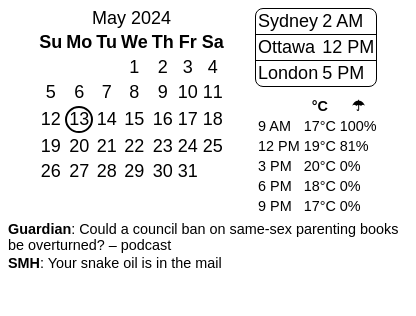 May 2024
Su Mo Tu We Th Fr Sa
1 2 3 4
5 6 7 8 9 10 11
12 13 14 15 16 17 18
19 20 21 22 23 24 25
26 27 28 29 30 31
Sydney 2 AM
Ottawa 12 PM
London 5 PM
°C ☂
9 AM 17°C 100%
12 PM 19°C 81%
3 PM 20°C 0%
6 PM 18°C 0%
9 PM 17°C 0%
Guardian: Could a council ban on same-sex parenting books
be overturned? – podcast
SMH: Your snake oil is in the mail